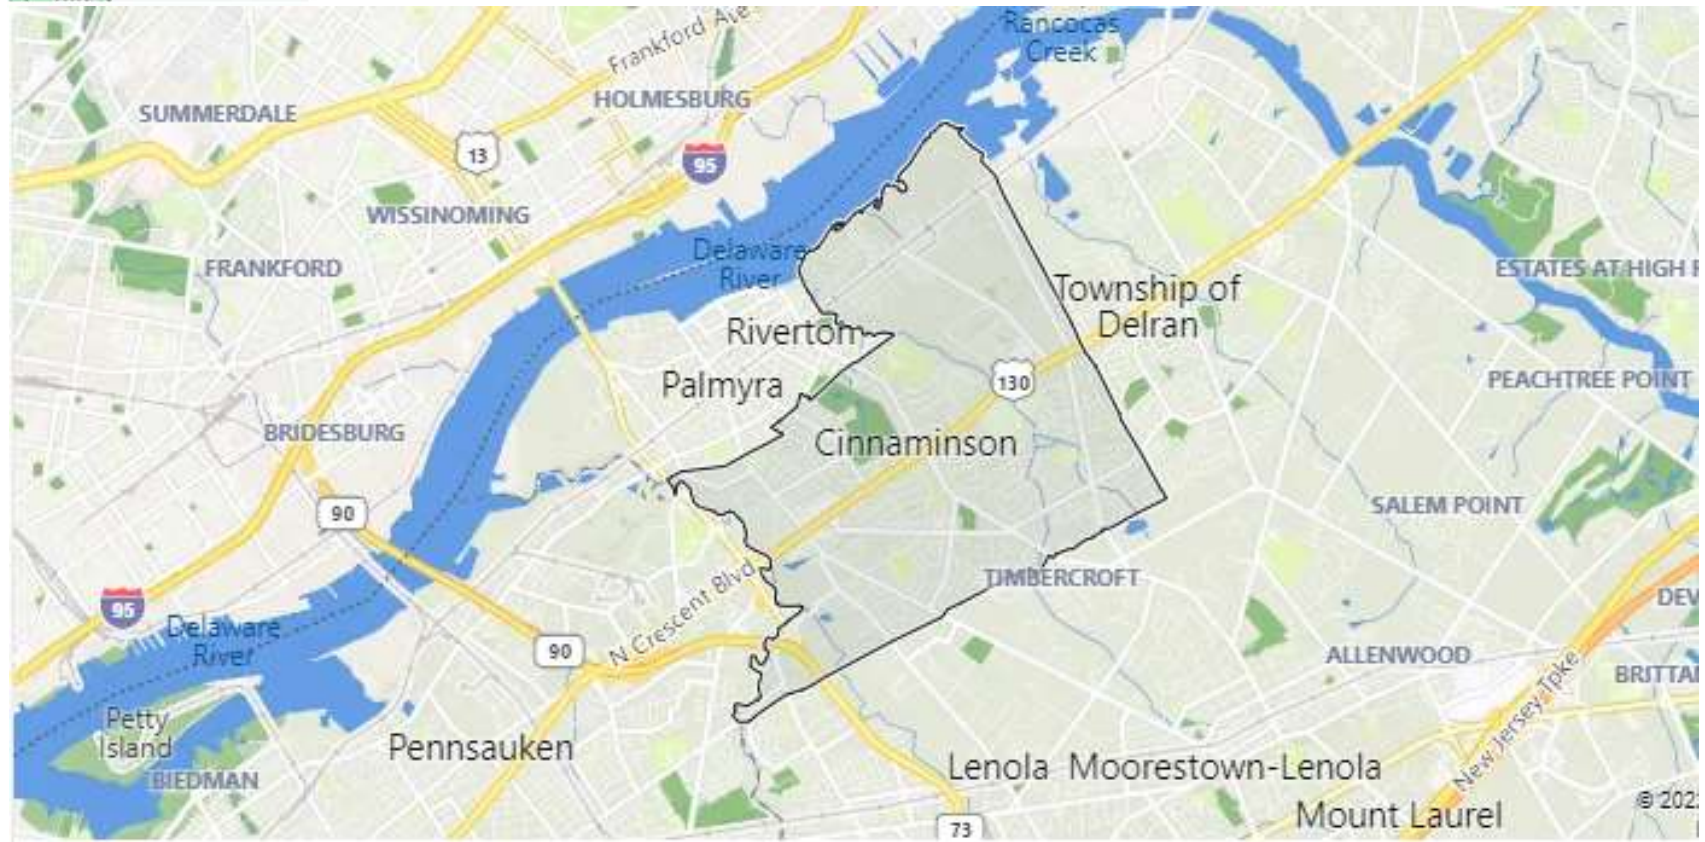 Rancocas
Creek
Frankford Ave
HOLMESBURG
SUMMERDALE
13
95
WISSINOMING
Delaware
River
FRANKFORD
ESTATES AT HIGH
Township of
Delran
Riverton
130
Palmyra
PEACHTREE POINT
BRIDESBURG
Cinnaminson
90
SALEM POINT
TIMBERCROFT
95
N Crescent Blvd
Delaware
River
90
DEV
ALLENWOOD
BRITTA
New Jersey Tpke
Petty
Island
Pennsauken
BIEDMAN
Lenola Moorestown-Lenola
© 202
Mount Laurel
73